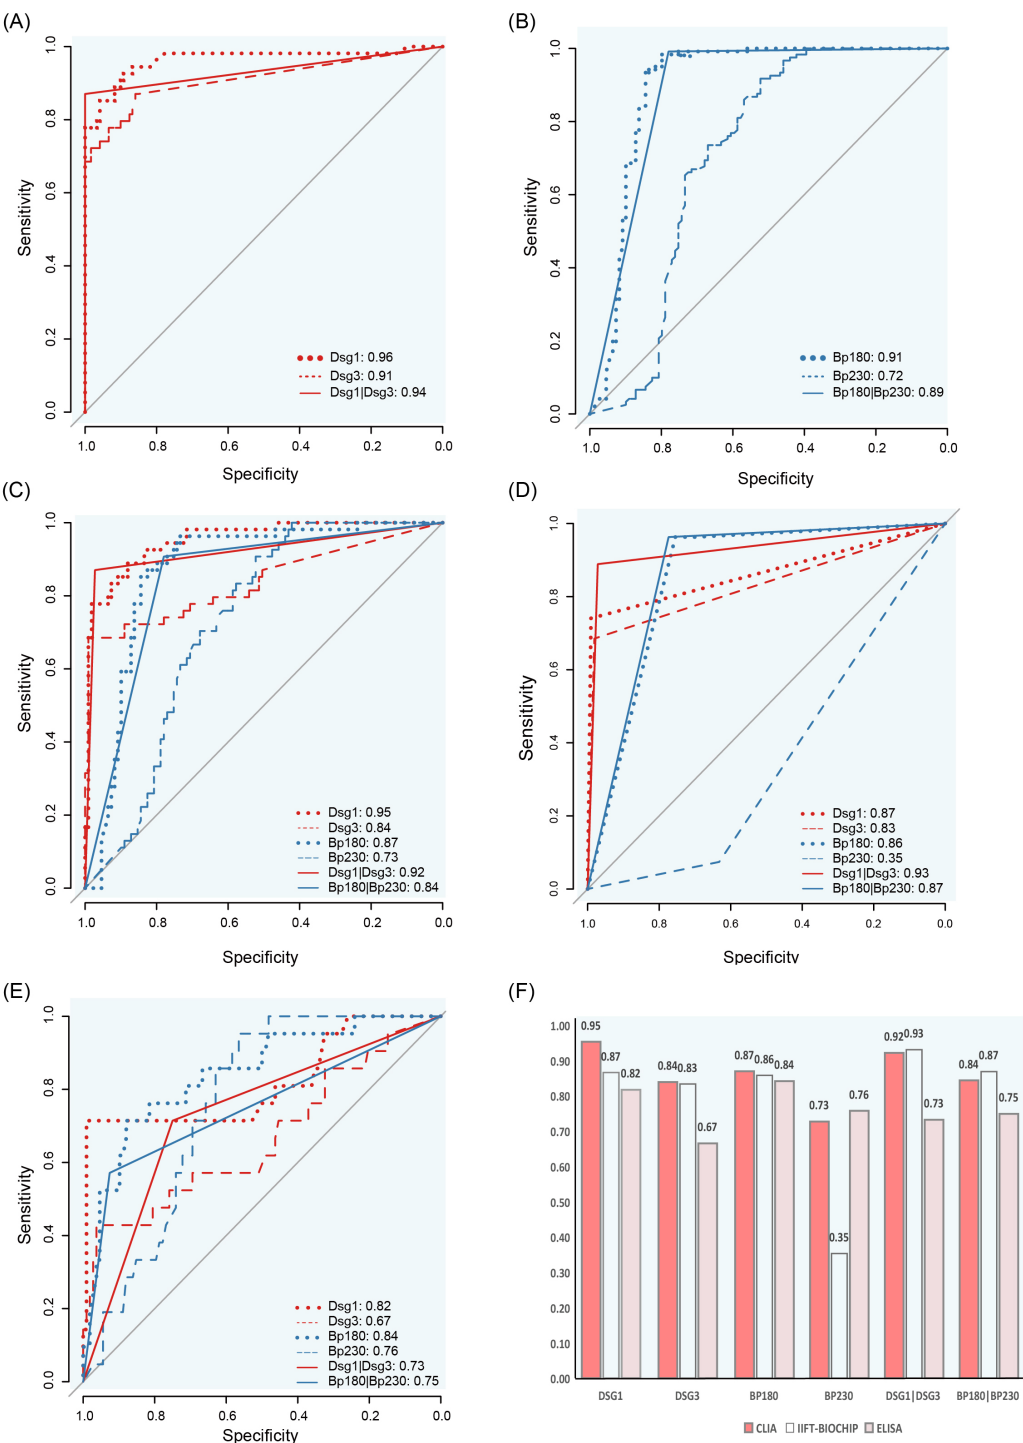 (A)
1.0
0.8
0.6
0.4
0.2
0.0
Sensitivity
Dsg1: 0.96
Dsg3: 0.91
Dsg1|Dsg3: 0.94
1.0 0.8 0.6 0.4 0.2 0.0
Specificity
(B)
1.0
0.8
0.6
0.4
0.2
0.0
Sensitivity
Bp180: 0.91
Bp230: 0.72
Bp180|Bp230: 0.89
1.0 0.8 0.6 0.4 0.2 0.0
Specificity
(C)
1.0
0.8
0.6
0.4
0.2
0.0
Sensitivity
Dsg1: 0.95
Dsg3: 0.84
Bp180: 0.87
Bp230: 0.73
Dsg1|Dsg3: 0.92
Bp180|Bp230: 0.84
1.0 0.8 0.6 0.4 0.2 0.0
Specificity
(D)
1.0
0.8
0.6
0.4
0.2
0.0
Sensitivity
Dsg1: 0.87
Dsg3: 0.83
Bp180: 0.86
Bp230: 0.35
Dsg1|Dsg3: 0.93
Bp180|Bp230: 0.87
1.0 0.8 0.6 0.4 0.2 0.0
Specificity
(E)
1.0
0.8
0.6
0.4
0.2
0.0
Sensitivity
Dsg1: 0.82
Dsg3: 0.67
Bp180: 0.84
Bp230: 0.76
Dsg1|Dsg3: 0.73
Bp180|Bp230: 0.75
1.0 0.8 0.6 0.4 0.2 0.0
Specificity
(F)
1.00
0.90
0.80
0.70
0.60
0.50
0.40
0.30
0.20
0.10
0.00
0.95 0.87 0.82
0.84 0.83 0.67
0.87 0.86 0.84
0.73 0.35 0.76
0.92 0.93 0.73
0.84 0.87 0.75
DSG1 DSG3 BP180 BP230 DSG1|DSG3 BP180|BP230
CLIA IIFT-BIOCHIP ELISA